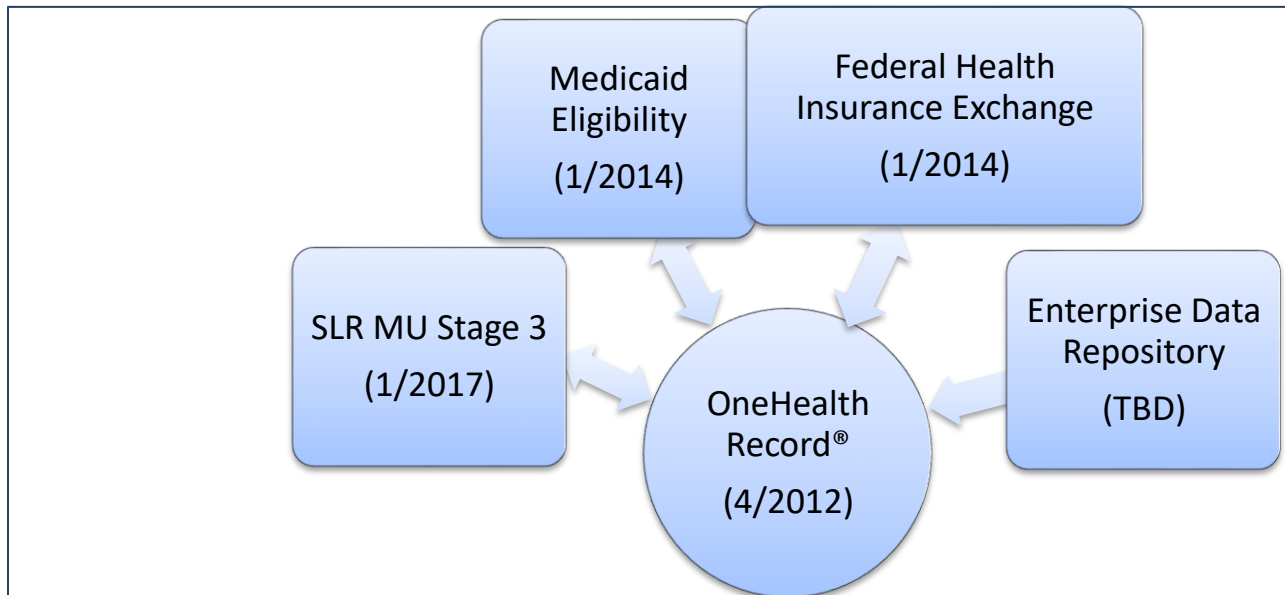 Medicaid
Eligibility
(1/2014)
Federal Health
Insurance Exchange
(1/2014)
SLR MU Stage 3
(1/2017)
OneHealth
Record®
(4/2012)
Enterprise Data
Repository
(TBD)